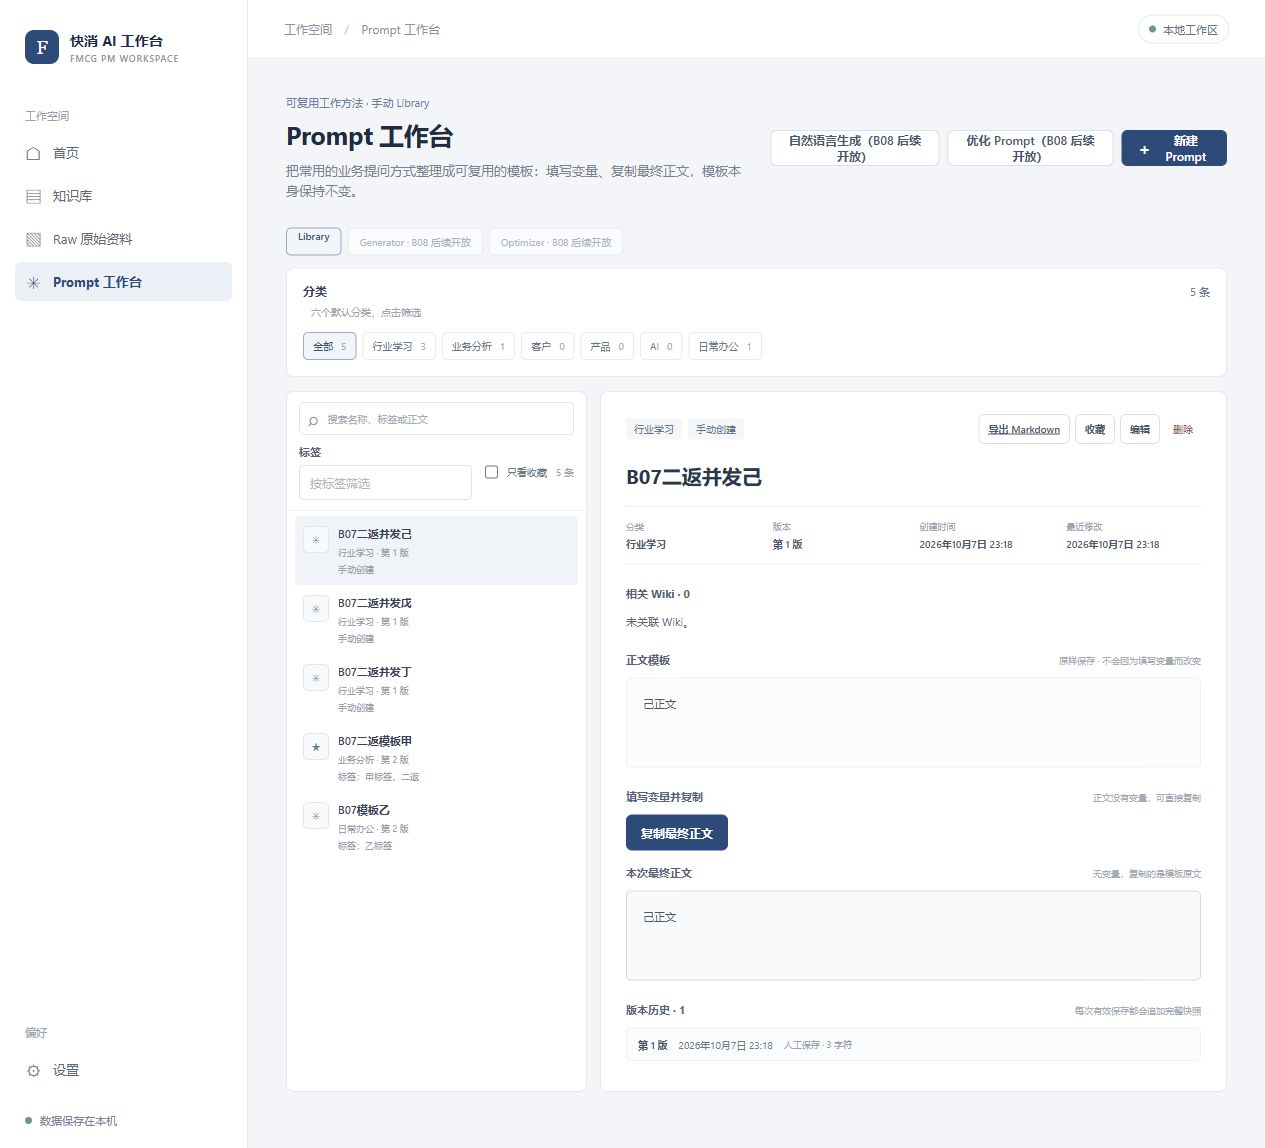 F
快消 AI 工作台
FMCG PM WORKSPACE
工作空间
首页
知识库
Raw 原始资料
Prompt 工作台
偏好
设置
数据保存在本机
工作空间 / Prompt 工作台
本地工作区
可复用工作方法 · 手动 Library
Prompt 工作台
把常用的业务提问方式整理成可复用的模板：填写变量、复制最终正文，模板本
身保持不变。
自然语言生成（B08 后续
开放）
优化 Prompt（B08 后续
开放）
+ 新建
Prompt
Library
Generator · B08 后续开放
Optimizer · B08 后续开放
分类
5 条
六个默认分类，点击筛选
全部 5
行业学习 3
业务分析 1
客户 0
产品 0
AI 0
日常办公 1
搜索名称、标签或正文
标签
按标签筛选
只看收藏
5 条
B07二返并发己
行业学习 · 第 1 版
手动创建
B07二返并发戊
行业学习 · 第 1 版
手动创建
B07二返并发丁
行业学习 · 第 1 版
手动创建
B07二返模板甲
业务分析 · 第 2 版
标签：甲标签、二返
B07模板乙
日常办公 · 第 2 版
标签：乙标签
行业学习
手动创建
导出 Markdown
收藏
编辑
删除
B07二返并发己
分类
行业学习
版本
第 1 版
创建时间
2026年10月7日 23:18
最近修改
2026年10月7日 23:18
相关 Wiki · 0
未关联 Wiki。
正文模板
原样保存 · 不会因为填写变量而改变
己正文
填写变量并复制
正文没有变量，可直接复制
复制最终正文
本次最终正文
无变量，复制的是模板原文
己正文
版本历史 · 1
每次有效保存都会追加完整快照
第 1 版 2026年10月7日 23:18 人工保存 · 3 字符